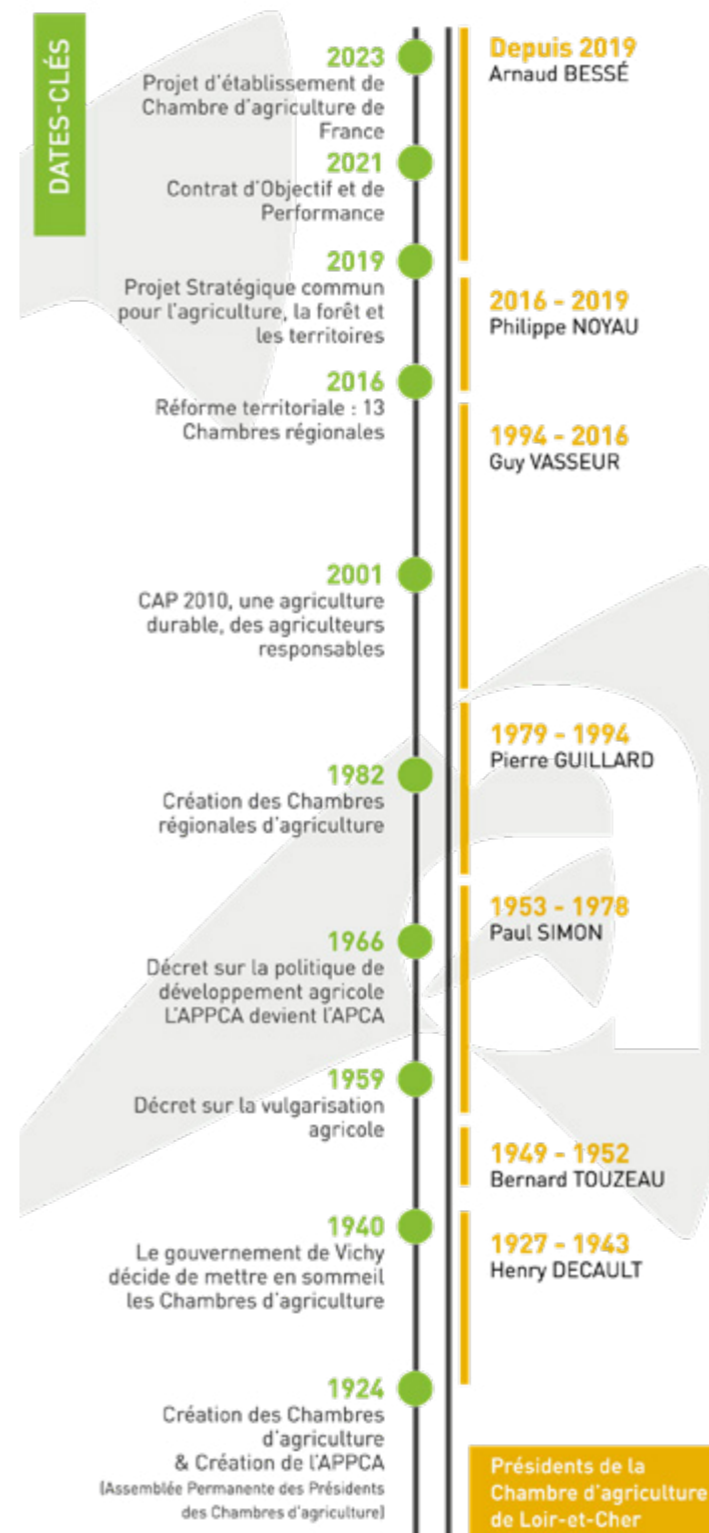 DATES-CLÉS
2023
Projet d'établissement de
Chambre d'agriculture de
France
2021
Contrat d'Objectif et de
Performance
2019
Projet Stratégique commun
pour l'agriculture, la forêt et
les territoires
2016
Réforme territoriale : 13
Chambres régionales
2001
CAP 2010, une agriculture
durable, des agriculteurs
responsables
1982
Création des Chambres
régionales d'agriculture
1966
Décret sur la politique de
développement agricole
L'APPCA devient l'APCA
1959
Décret sur la vulgarisation
agricole
1940
Le gouvernement de Vichy
décide de mettre en sommeil
les Chambres d'agriculture
1924
Création des Chambres
d'agriculture
& Création de l'APPCA
(Assemblée Permanente des Présidents
des Chambres d'agriculture)
Depuis 2019
Arnaud BESSÉ
2016 - 2019
Philippe NOYAU
1994 - 2016
Guy VASSEUR
1979 - 1994
Pierre GUILLARD
1953 - 1978
Paul SIMON
1949 - 1952
Bernard TOUZEAU
1927 - 1943
Henry DECAULT
Présidents de la
Chambre d'agriculture
de Loir-et-Cher